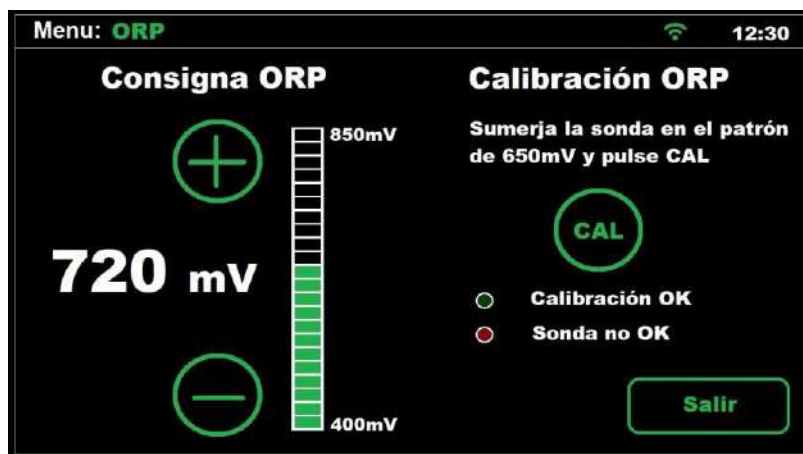 Menu: ORP
12:30
Consigna ORP
850mV
720 mV
400mV
Calibración ORP
Sumerja la sonda en el patrón
de 650mV y pulse CAL
CAL
Calibración OK
Sonda no OK
Salir